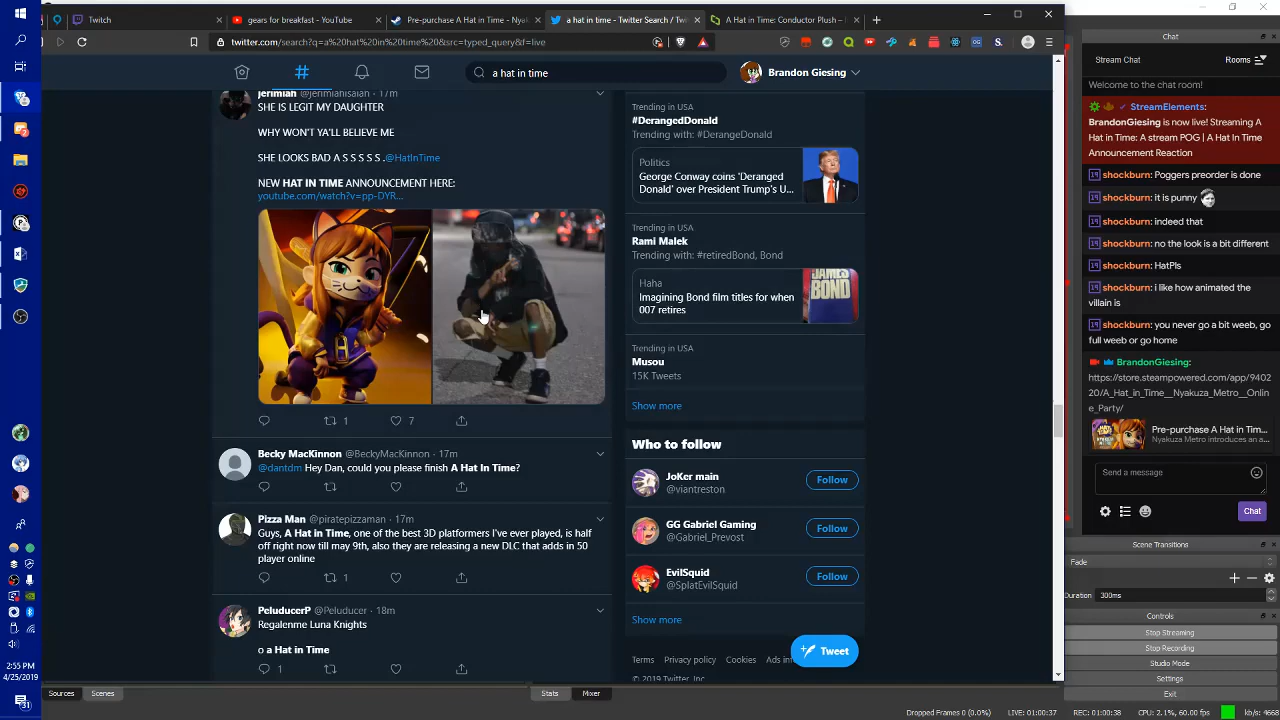 Twitch
gears for breakfast - YouTube
Pre-purchase A Hat in Time - Nyak
a hat in time - Twitter Search / Twi
A Hat in Time: Conductor Plush –
twitter.com/search?q=a%20hat%20in%20time%20&src=typed_query&f=live
a hat in time
Brandon Giesing
jerimiah @jerimiahisaiah · 17m
SHE IS LEGIT MY DAUGHTER
WHY WON'T YA'LL BELIEVE ME
SHE LOOKS BAD A S S S S S .@HatInTime
NEW HAT IN TIME ANNOUNCEMENT HERE:
youtube.com/watch?v=pp-DYR...
1
7
Becky MacKinnon @BeckyMacKinnon · 17m
@dantdm Hey Dan, could you please finish A Hat In Time?
Pizza Man @piratepizzaman · 17m
Guys, A Hat in Time, one of the best 3D platformers I've ever played, is half
off right now till may 9th, also they are releasing a new DLC that adds in 50
player online
1
PeluducerP @Peluducer · 18m
Regalenme Luna Knights
o a Hat in Time
1
Trending in USA
#DerangedDonald
Trending with: #DerangeDonald
Politics
George Conway coins 'Deranged
Donald' over President Trump's U...
Trending in USA
Rami Malek
Trending with: #retiredBond, Bond
Haha
Imagining Bond film titles for when
007 retires
JAMES
BOND
Trending in USA
Musou
15K Tweets
Show more
Who to follow
JoKer main
@viantreston
Follow
GG Gabriel Gaming
@Gabriel_Prevost
Follow
EvilSquid
@SplatEvilSquid
Follow
Show more
Terms Privacy policy Cookies Ads in
© 2019 Twitter, Inc.
Tweet
Chat
Stream Chat
Rooms
Welcome to the chat room!
StreamElements:
BrandonGiesing is now live! Streaming A
Hat in Time: A stream POG | A Hat In Time
Announcement Reaction
shockburn: Poggers preorder is done
shockburn: it is punny
shockburn: indeed that
shockburn: no the look is a bit different
shockburn: HatPls
shockburn: i like how animated the
villain is
shockburn: you never go a bit weeb, go
full weeb or go home
BrandonGiesing:
https://store.steampowered.com/app/9402
20/A_Hat_in_Time__Nyakuza_Metro__Onlin
e_Party/
Pre-purchase A Hat in Tim...
Nyakuza Metro introduces an a...
Send a message
Chat
Scene Transitions
Fade
Duration 300ms
Controls
Stop Streaming
Stop Recording
Studio Mode
Settings
Exit
2:55 PM
4/25/2019
Sources
Scenes
Stats
Mixer
Dropped Frames 0 (0.0%)
LIVE: 01:00:37
REC: 01:00:38
CPU: 2.1%, 60.00 fps
kb/s: 4668